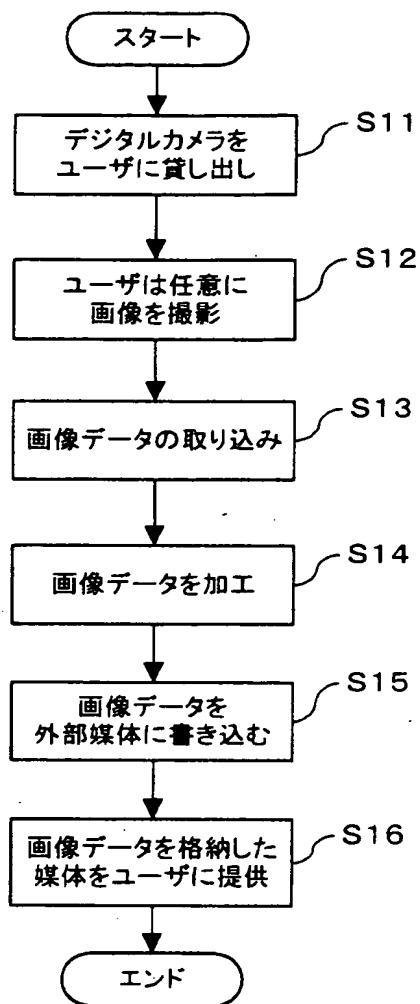 スタート
デジタルカメラを
ユーザに貸し出し
S11
ユーザは任意に
画像を撮影
S12
画像データの取り込み
S13
画像データを加工
S14
画像データを
外部媒体に書き込む
S15
画像データを格納した
媒体をユーザに提供
S16
エンド